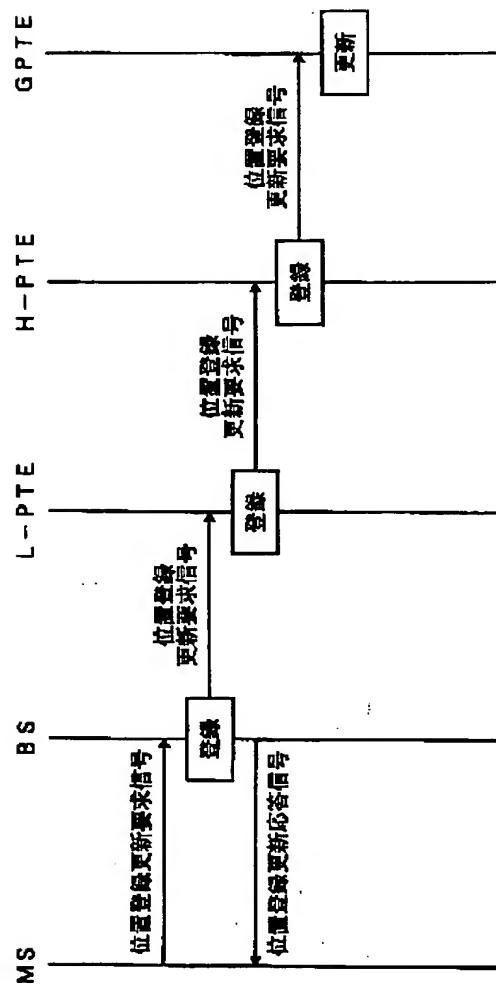 MS
BS
L-PTE
H-PTE
GPTE
位置登録更新要求信号
登録
位置登録更新応答信号
位置登録
更新要求信号
登録
位置登録
更新要求信号
登録
位置登録
更新要求信号
更新